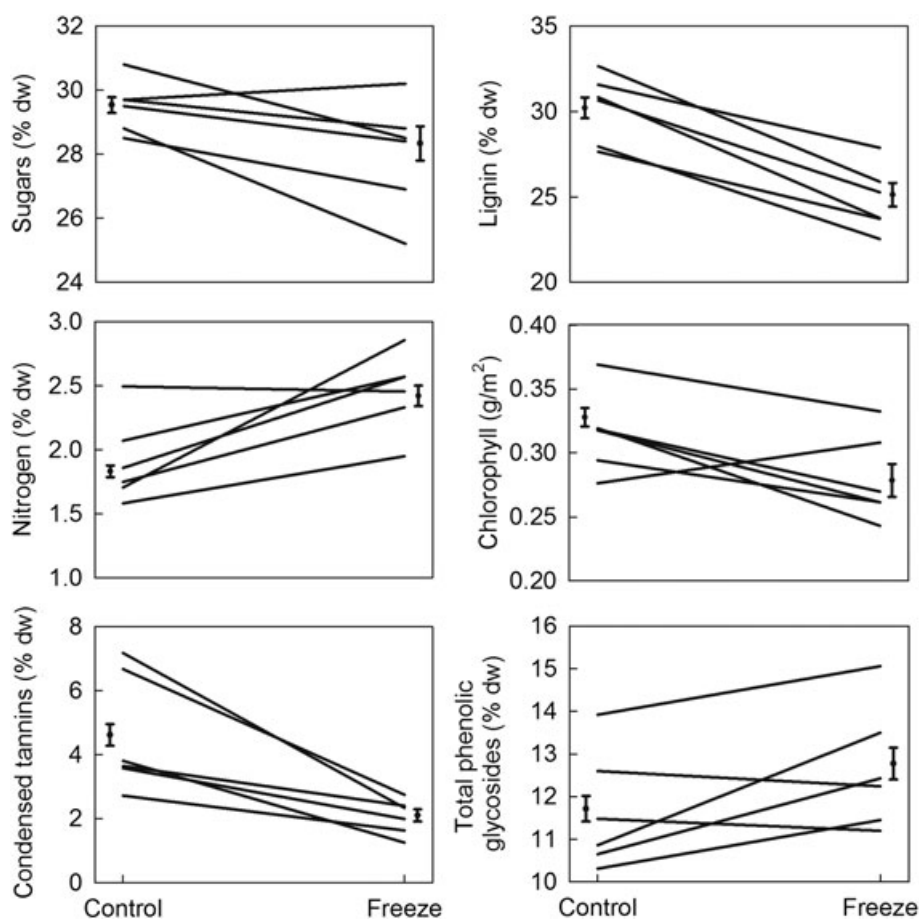 32
30
28
26
24
Sugars (% dw)
35
30
25
20
Lignin (% dw)
3.0
2.5
2.0
1.5
1.0
Nitrogen (% dw)
0.40
0.35
0.30
0.25
0.20
Chlorophyll (g/m²)
8
6
4
2
0
Condensed tannins (% dw)
Control
Freeze
16
15
14
13
12
11
10
Total phenolic
glycosides (% dw)
Control
Freeze